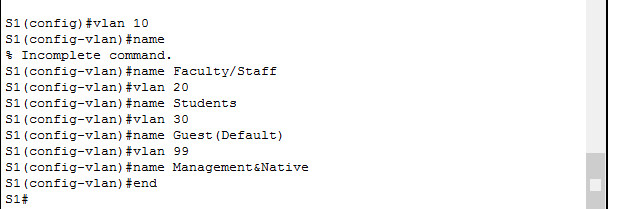 S1(config)#vlan 10
S1(config-vlan)#name
% Incomplete command.
S1(config-vlan)#name Faculty/Staff
S1(config-vlan)#vlan 20
S1(config-vlan)#name Students
S1(config-vlan)#vlan 30
S1(config-vlan)#name Guest(Default)
S1(config-vlan)#vlan 99
S1(config-vlan)#name Management&Native
S1(config-vlan)#end
S1#